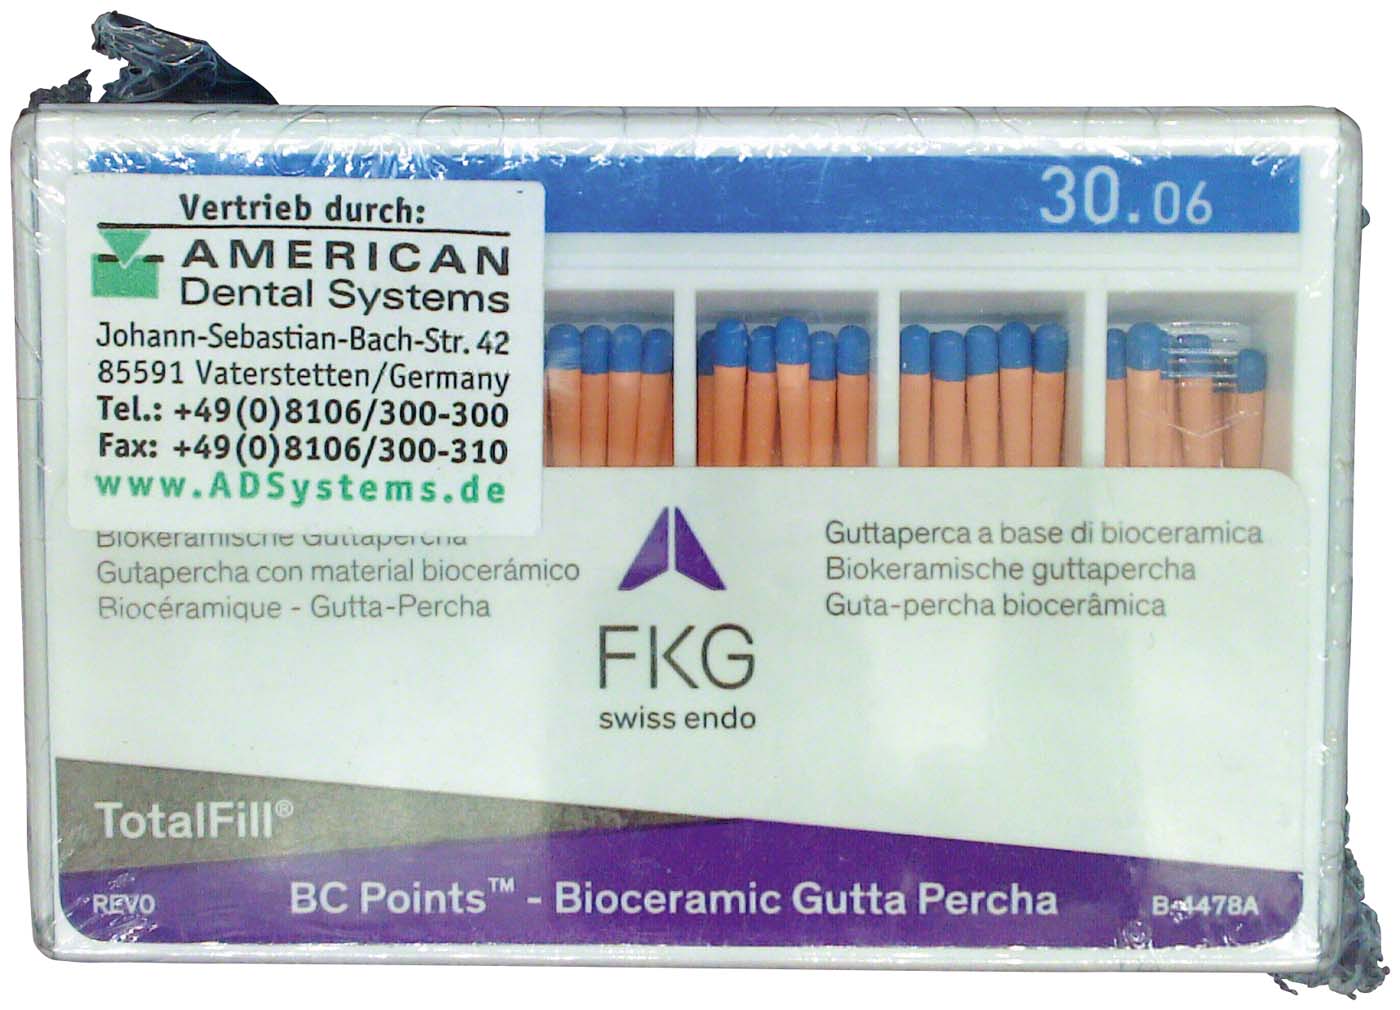 30.06
Vertrieb durch:
AMERICAN
Dental Systems
Johann-Sebastian-Bach-Str. 42
85591 Vaterstetten/Germany
Tel.: +49(0)8106/300-300
Fax: +49(0)8106/300-310
www.ADSystems.de
Biokeramische Guttapercha
Gutapercha con material biocerámico
Biocéramique - Gutta-Percha
Guttaperca a base di bioceramica
Biokeramische guttapercha
Guta-percha biocerâmica
FKG
swiss endo
TotalFill®
REV0
BC Points™ - Bioceramic Gutta Percha
B-4478A